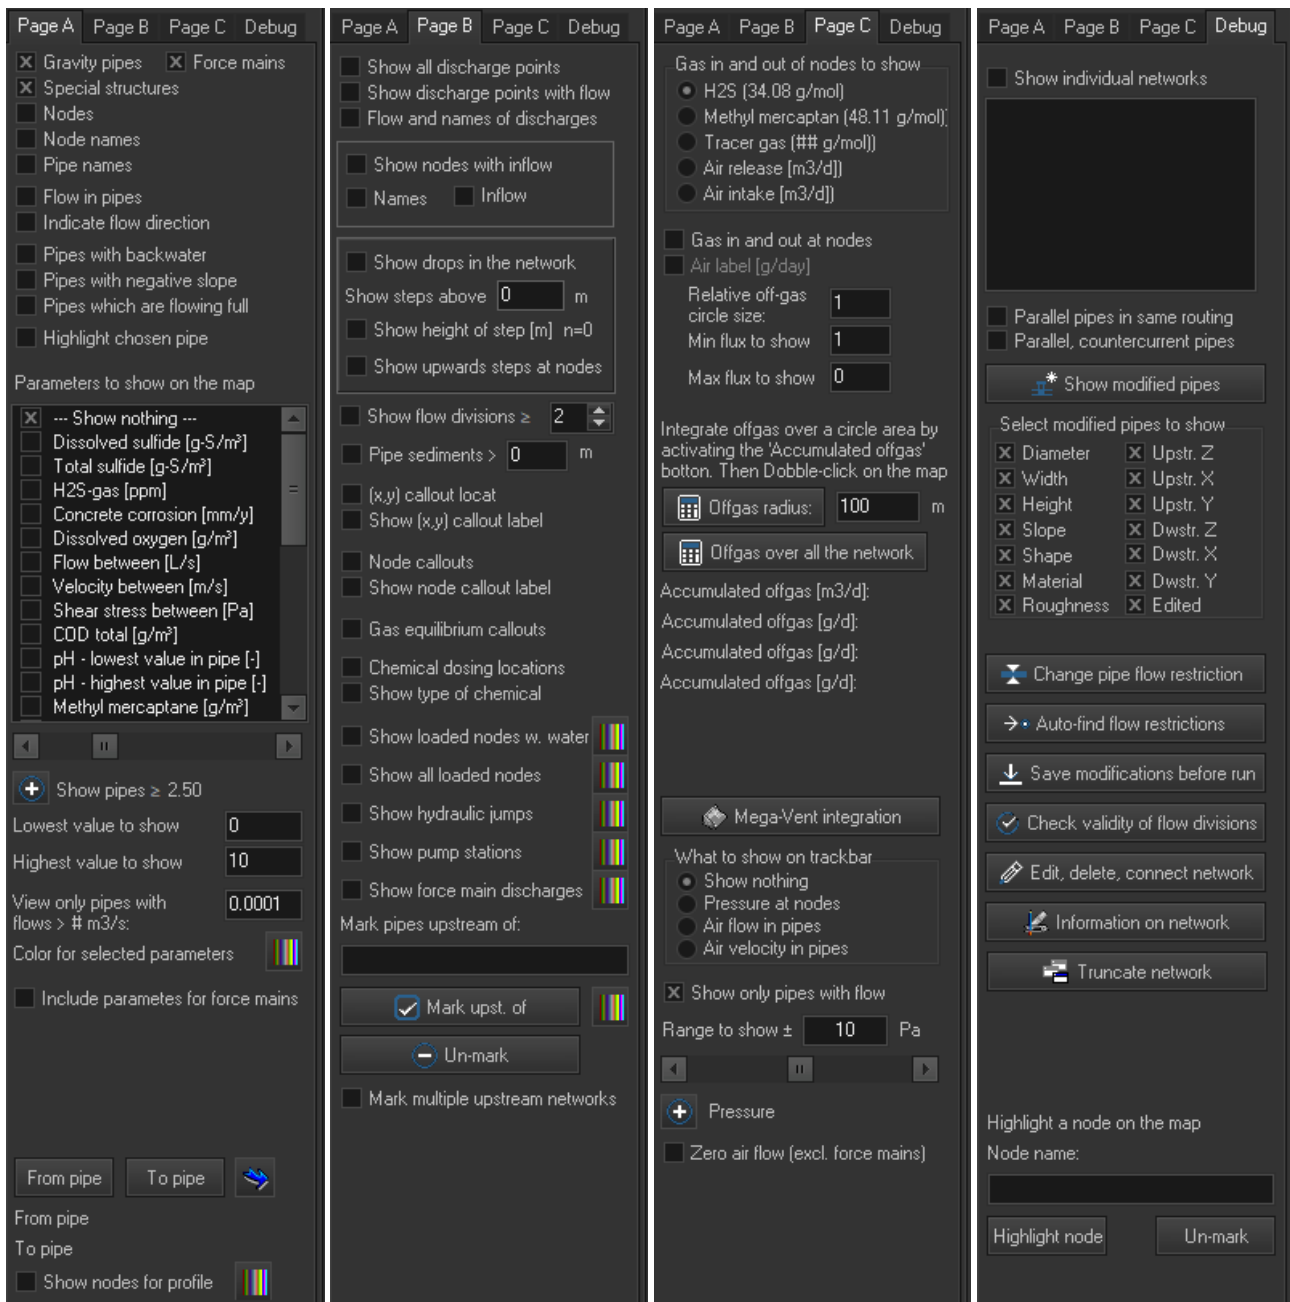 Page A Page B Page C Debug
Gravity pipes Force mains
Special structures
Nodes
Node names
Pipe names
Flow in pipes
Indicate flow direction
Pipes with backwater
Pipes with negative slope
Pipes which are flowing full
Highlight chosen pipe
Parameters to show on the map
--- Show nothing ---
Dissolved sulfide [g-S/m³]
Total sulfide [g-S/m³]
H2S-gas [ppm]
Concrete corrosion [mm/y]
Dissolved oxygen [g/m³]
Flow between [L/s]
Velocity between [m/s]
Shear stress between [Pa]
COD total [g/m³]
pH - lowest value in pipe [-]
pH - highest value in pipe [-]
Methyl mercaptane [g/m³]
Show pipes ≥ 2.50
Lowest value to show 0
Highest value to show 10
View only pipes with 0.0001
flows > # m3/s:
Color for selected parameters
Include parametes for force mains
From pipe To pipe
From pipe
To pipe
Show nodes for profile
Page A Page B Page C Debug
Show all discharge points
Show discharge points with flow
Flow and names of discharges
Show nodes with inflow
Names Inflow
Show drops in the network
Show steps above 0 m
Show height of step [m] n=0
Show upwards steps at nodes
Show flow divisions ≥ 2
Pipe sediments > 0 m
(x,y) callout locat
Show (x,y) callout label
Node callouts
Show node callout label
Gas equilibrium callouts
Chemical dosing locations
Show type of chemical
Show loaded nodes w. water
Show all loaded nodes
Show hydraulic jumps
Show pump stations
Show force main discharges
Mark pipes upstream of:
Mark upst. of
Un-mark
Mark multiple upstream networks
Page A Page B Page C Debug
Gas in and out of nodes to show
H2S (34.08 g/mol)
Methyl mercaptan (48.11 g/mol))
Tracer gas (## g/mol))
Air release [m3/d])
Air intake [m3/d])
Gas in and out at nodes
Air label [g/day]
Relative off-gas 1
circle size:
Min flux to show 1
Max flux to show 0
Integrate offgas over a circle area by
activating the 'Accumulated offgas'
botton. Then Dobble-click on the map
Offgas radius: 100 m
Offgas over all the network
Accumulated offgas [m3/d]:
Accumulated offgas [g/d]:
Accumulated offgas [g/d]:
Accumulated offgas [g/d]:
Mega-Vent integration
What to show on trackbar
Show nothing
Pressure at nodes
Air flow in pipes
Air velocity in pipes
Show only pipes with flow
Range to show ± 10 Pa
Pressure
Zero air flow (excl. force mains)
Page A Page B Page C Debug
Show individual networks
Parallel pipes in same routing
Parallel, countercurrent pipes
Show modified pipes
Select modified pipes to show
Diameter Upstr. Z
Width Upstr. X
Height Upstr. Y
Slope Dwstr. Z
Shape Dwstr. X
Material Dwstr. Y
Roughness Edited
Change pipe flow restriction
Auto-find flow restrictions
Save modifications before run
Check validity of flow divisions
Edit, delete, connect network
Information on network
Truncate network
Highlight a node on the map
Node name:
Highlight node Un-mark